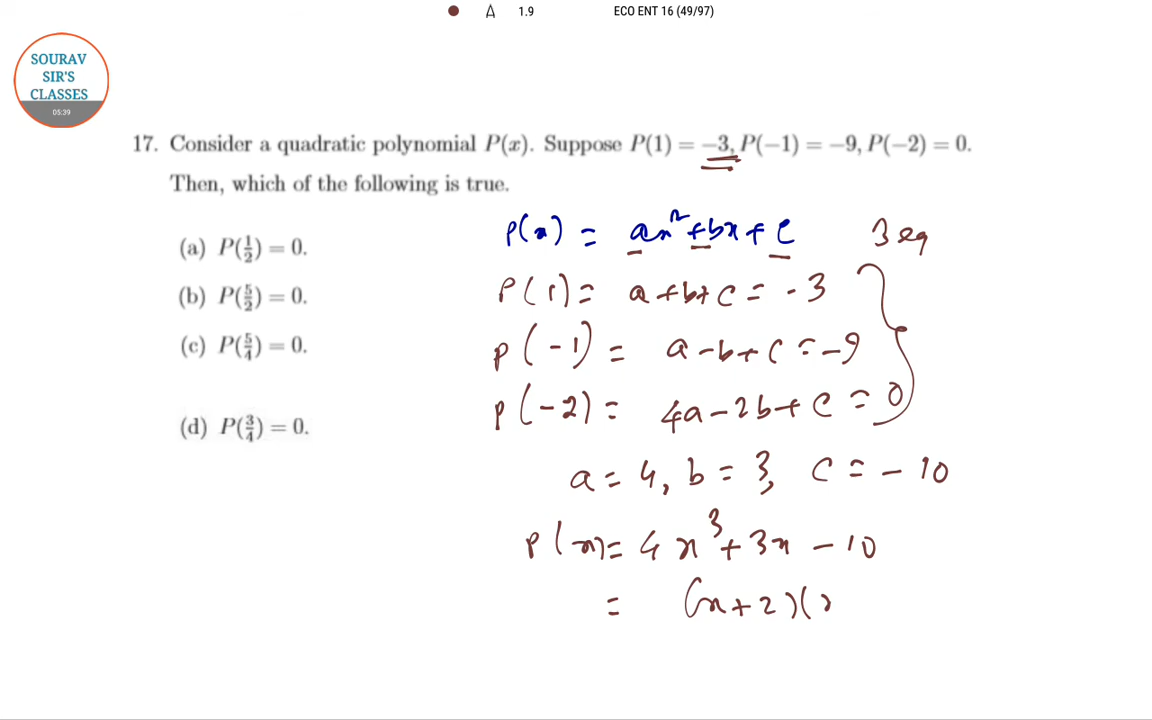 1.9 ECO ENT 16 (49/97)
SOURAV
SIR'S
CLASSES
05:39
17. Consider a quadratic polynomial P(x). Suppose P(1) = −3, P(−1) = −9, P(−2) = 0.
Then, which of the following is true.
(a) P(1/2) = 0.
(b) P(5/2) = 0.
(c) P(5/4) = 0.
(d) P(3/4) = 0.
P(x) = ax² + bx + c 3 eq
P(1) = a + b + c = -3
P(-1) = a - b + c = -9
P(-2) = 4a - 2b + c = 0
a = 4, b = 3, c = -10
P(x) = 4x³ + 3x - 10
= (x+2)(